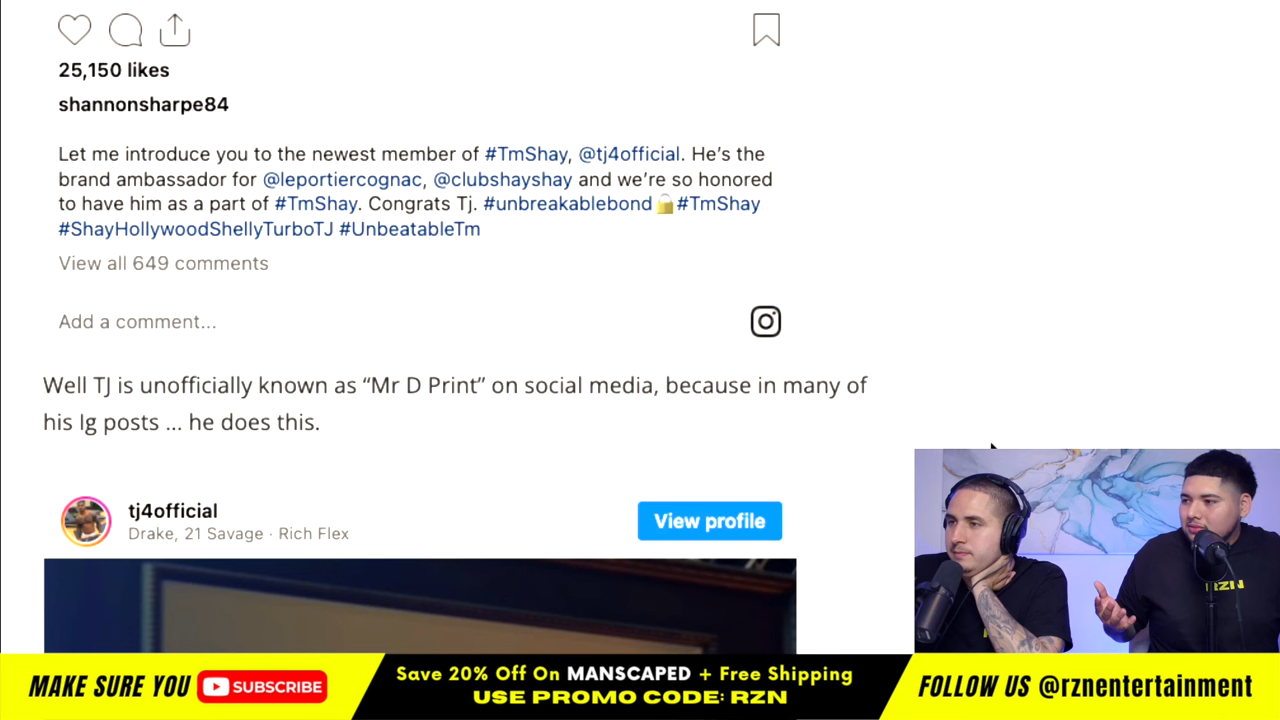 25,150 likes
shannonsharpe84
Let me introduce you to the newest member of #TmShay, @tj4official. He's the
brand ambassador for @leportiercognac, @clubshayshay and we're so honored
to have him as a part of #TmShay. Congrats Tj. #unbreakablebond🔒#TmShay
#ShayHollywoodShellyTurboTJ #UnbeatableTm
View all 649 comments
Add a comment...
Well TJ is unofficially known as “Mr D Print” on social media, because in many of
his Ig posts ... he does this.
tj4official
Drake, 21 Savage · Rich Flex
View profile
RZN
MAKE SURE YOU SUBSCRIBE
Save 20% Off On MANSCAPED + Free Shipping
USE PROMO CODE: RZN
FOLLOW US @rznentertainment